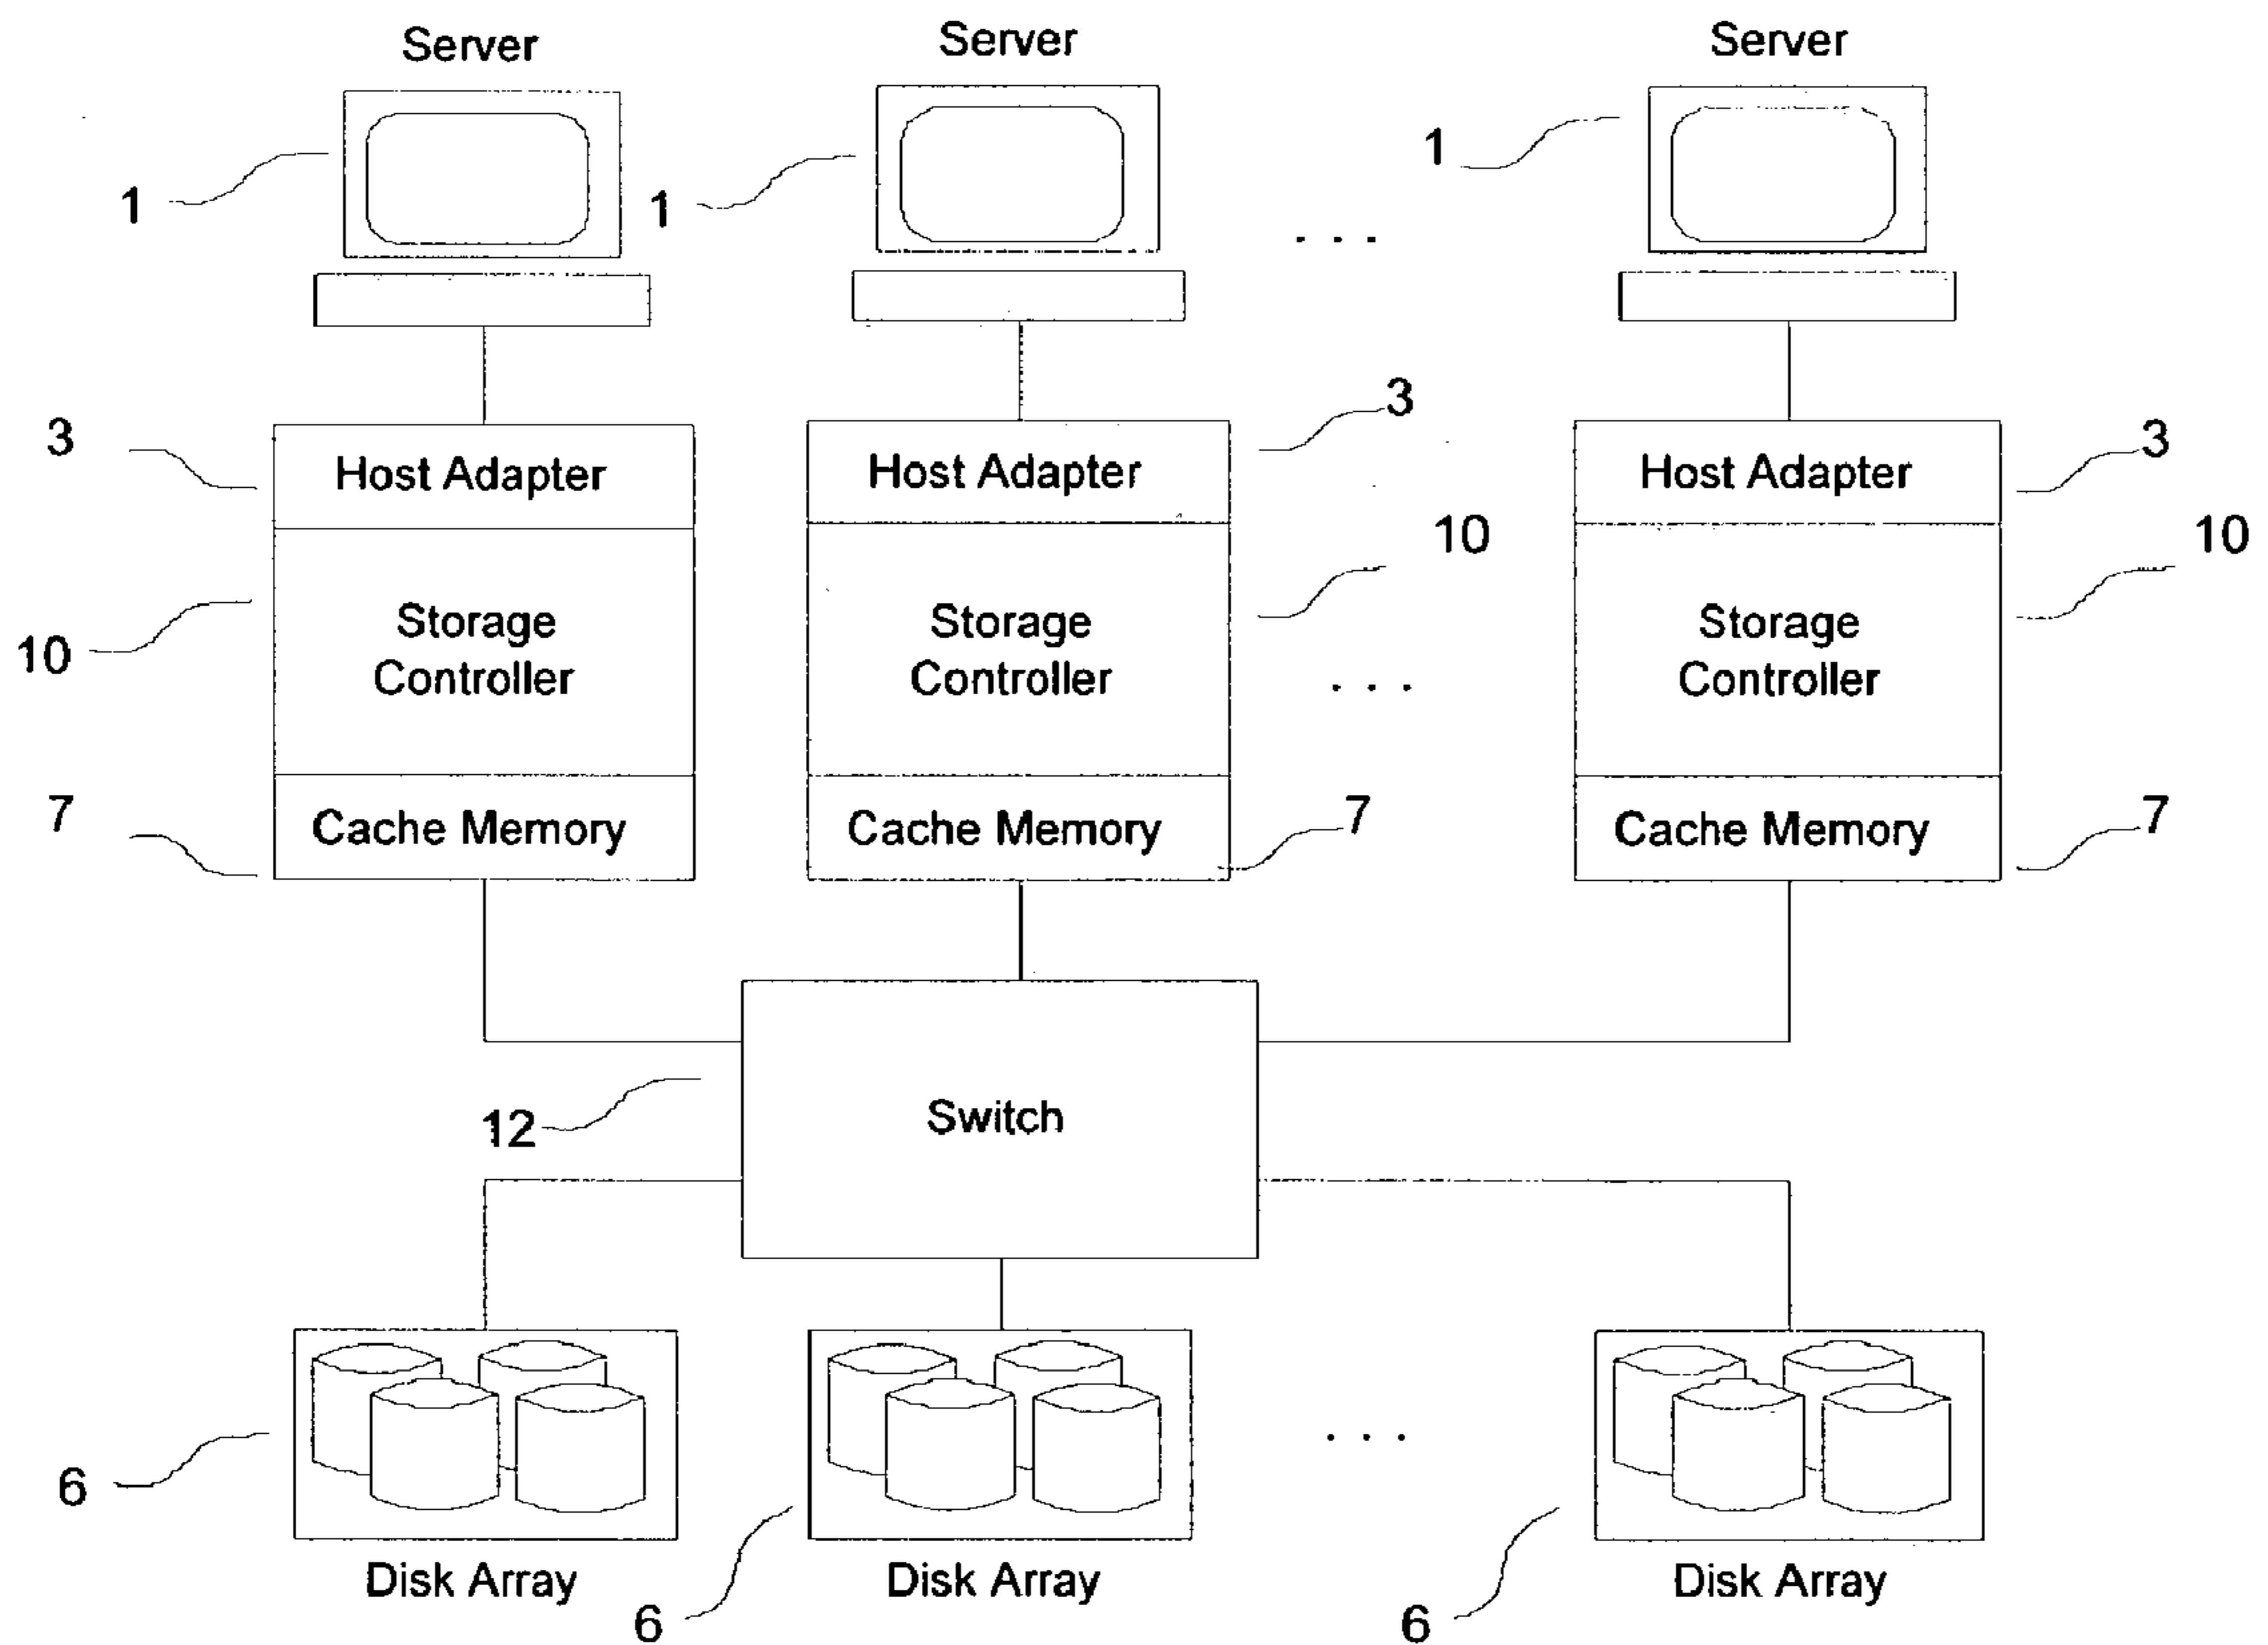 Server Server Server
1 1 1
. . .
3 Host Adapter Host Adapter 3 Host Adapter 3
10 Storage Controller Storage Controller 10 Storage Controller 10
. . .
7 Cache Memory Cache Memory 7 Cache Memory 7
12 Switch
. . .
6 6 6
Disk Array Disk Array Disk Array